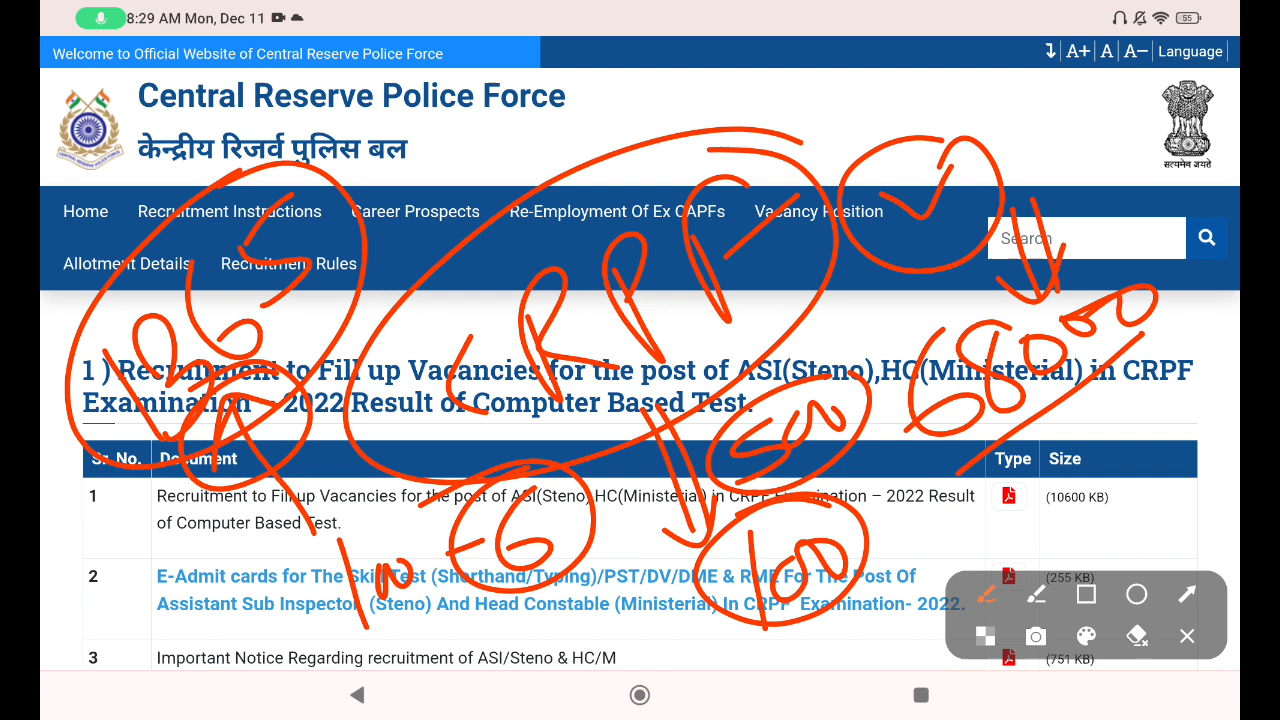 8:29 AM Mon, Dec 11
55
Welcome to Official Website of Central Reserve Police Force
A+ | A | A− | Language
Central Reserve Police Force
केन्द्रीय रिजर्व पुलिस बल
सत्यमेव जयते
Home Recruitment Instructions Career Prospects Re-Employment Of Ex CAPFs Vacancy Position
Search
Allotment Details Recruitment Rules
CRPF
68000
1 ) Recruitment to Fill up Vacancies for the post of ASI(Steno),HC(Ministerial) in CRPF
Examination – 2022 Result of Computer Based Test.
500
Sr. No. Document Type Size
1 Recruitment to Fill up Vacancies for the post of ASI(Steno),HC(Ministerial) in CRPF Examination – 2022 Result (10600 KB)
of Computer Based Test.
100
2 E-Admit cards for The Skill Test (Shorthand/Typing)/PST/DV/DME & RME For The Post Of (255 KB)
Assistant Sub Inspector (Steno) And Head Constable (Ministerial) In CRPF Examination- 2022.
3 Important Notice Regarding recruitment of ASI/Steno & HC/M (751 KB)